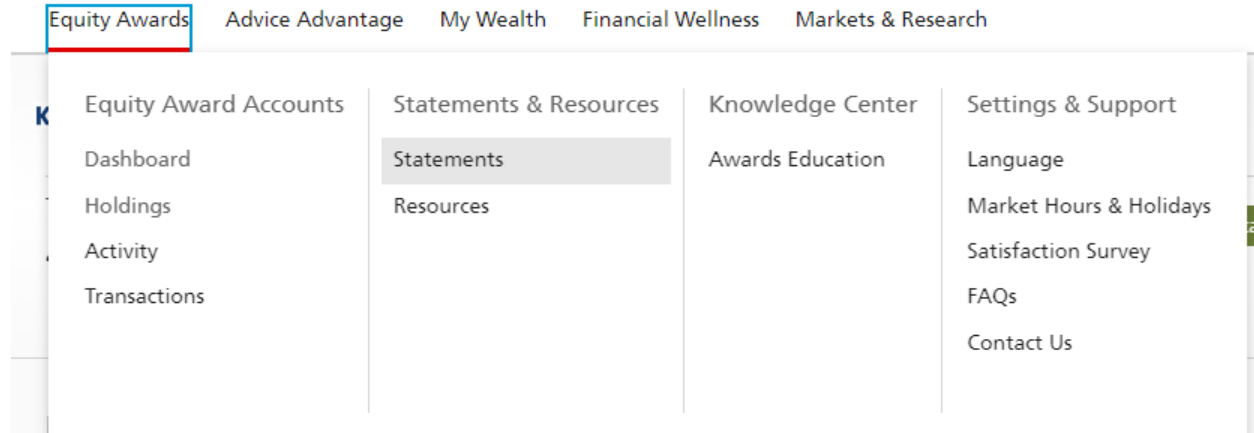 Equity Awards Advice Advantage My Wealth Financial Wellness Markets & Research
Equity Award Accounts
Dashboard
Holdings
Activity
Transactions
Statements & Resources
Statements
Resources
Knowledge Center
Awards Education
Settings & Support
Language
Market Hours & Holidays
Satisfaction Survey
FAQs
Contact Us
K